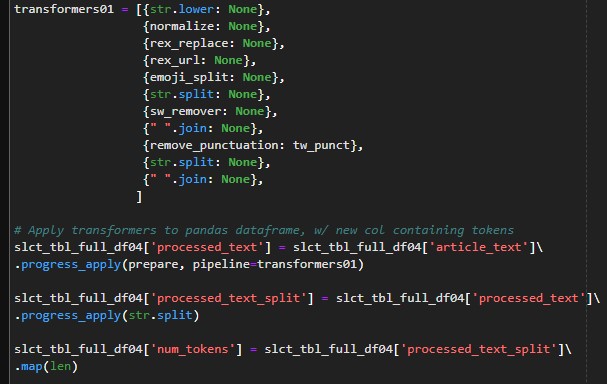 transformers01 = [{str.lower: None},
                  {normalize: None},
                  {rex_replace: None},
                  {rex_url: None},
                  {emoji_split: None},
                  {str.split: None},
                  {sw_remover: None},
                  {" ".join: None},
                  {remove_punctuation: tw_punct},
                  {str.split: None},
                  {" ".join: None},
                 ]

# Apply transformers to pandas dataframe, w/ new col containing tokens
slct_tbl_full_df04['processed_text'] = slct_tbl_full_df04['article_text']\
.progress_apply(prepare, pipeline=transformers01)

slct_tbl_full_df04['processed_text_split'] = slct_tbl_full_df04['processed_text']\
.progress_apply(str.split)

slct_tbl_full_df04['num_tokens'] = slct_tbl_full_df04['processed_text_split']\
.map(len)